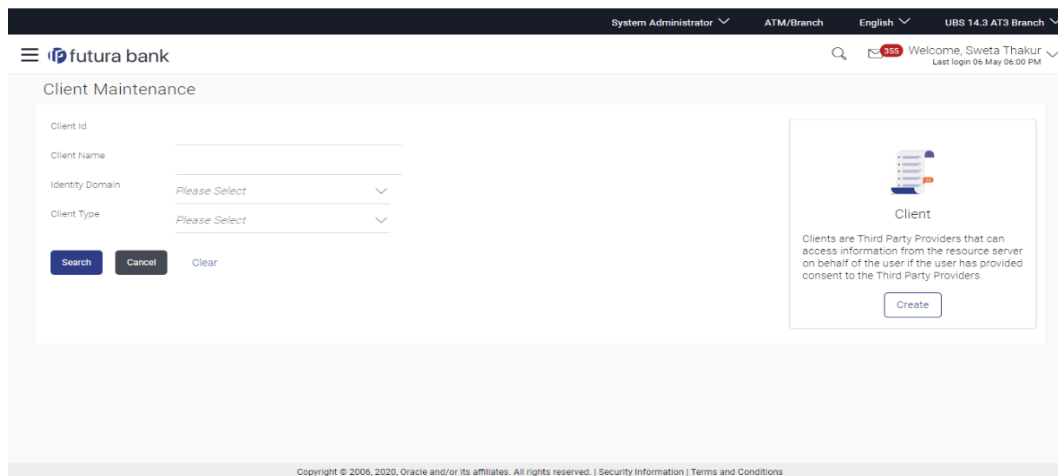 System Administrator ATM/Branch English UBS 14.3 AT3 Branch
futura bank 355 Welcome, Sweta Thakur
Last login 06 May 06:00 PM
Client Maintenance
Client Id
Client Name
Identity Domain Please Select
Client Type Please Select
Search Cancel Clear
Client
Clients are Third Party Providers that can
access information from the resource server
on behalf of the user if the user has provided
consent to the Third Party Providers.
Create
Copyright © 2006, 2020, Oracle and/or its affiliates. All rights reserved. | Security Information | Terms and Conditions